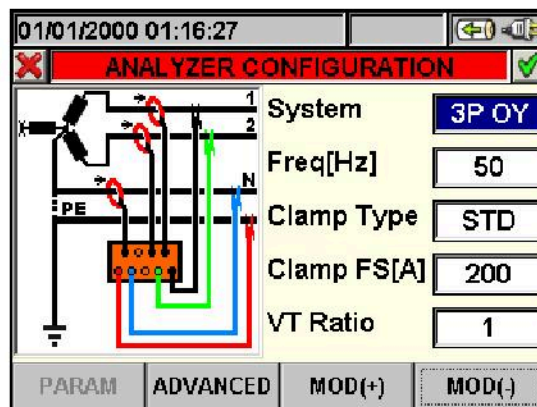 01/01/2000 01:16:27
ANALYZER CONFIGURATION
1
2
N
PE
System 3P OY
Freq[Hz] 50
Clamp Type STD
Clamp FS[A] 200
VT Ratio 1
PARAM ADVANCED MOD(+) MOD(-)